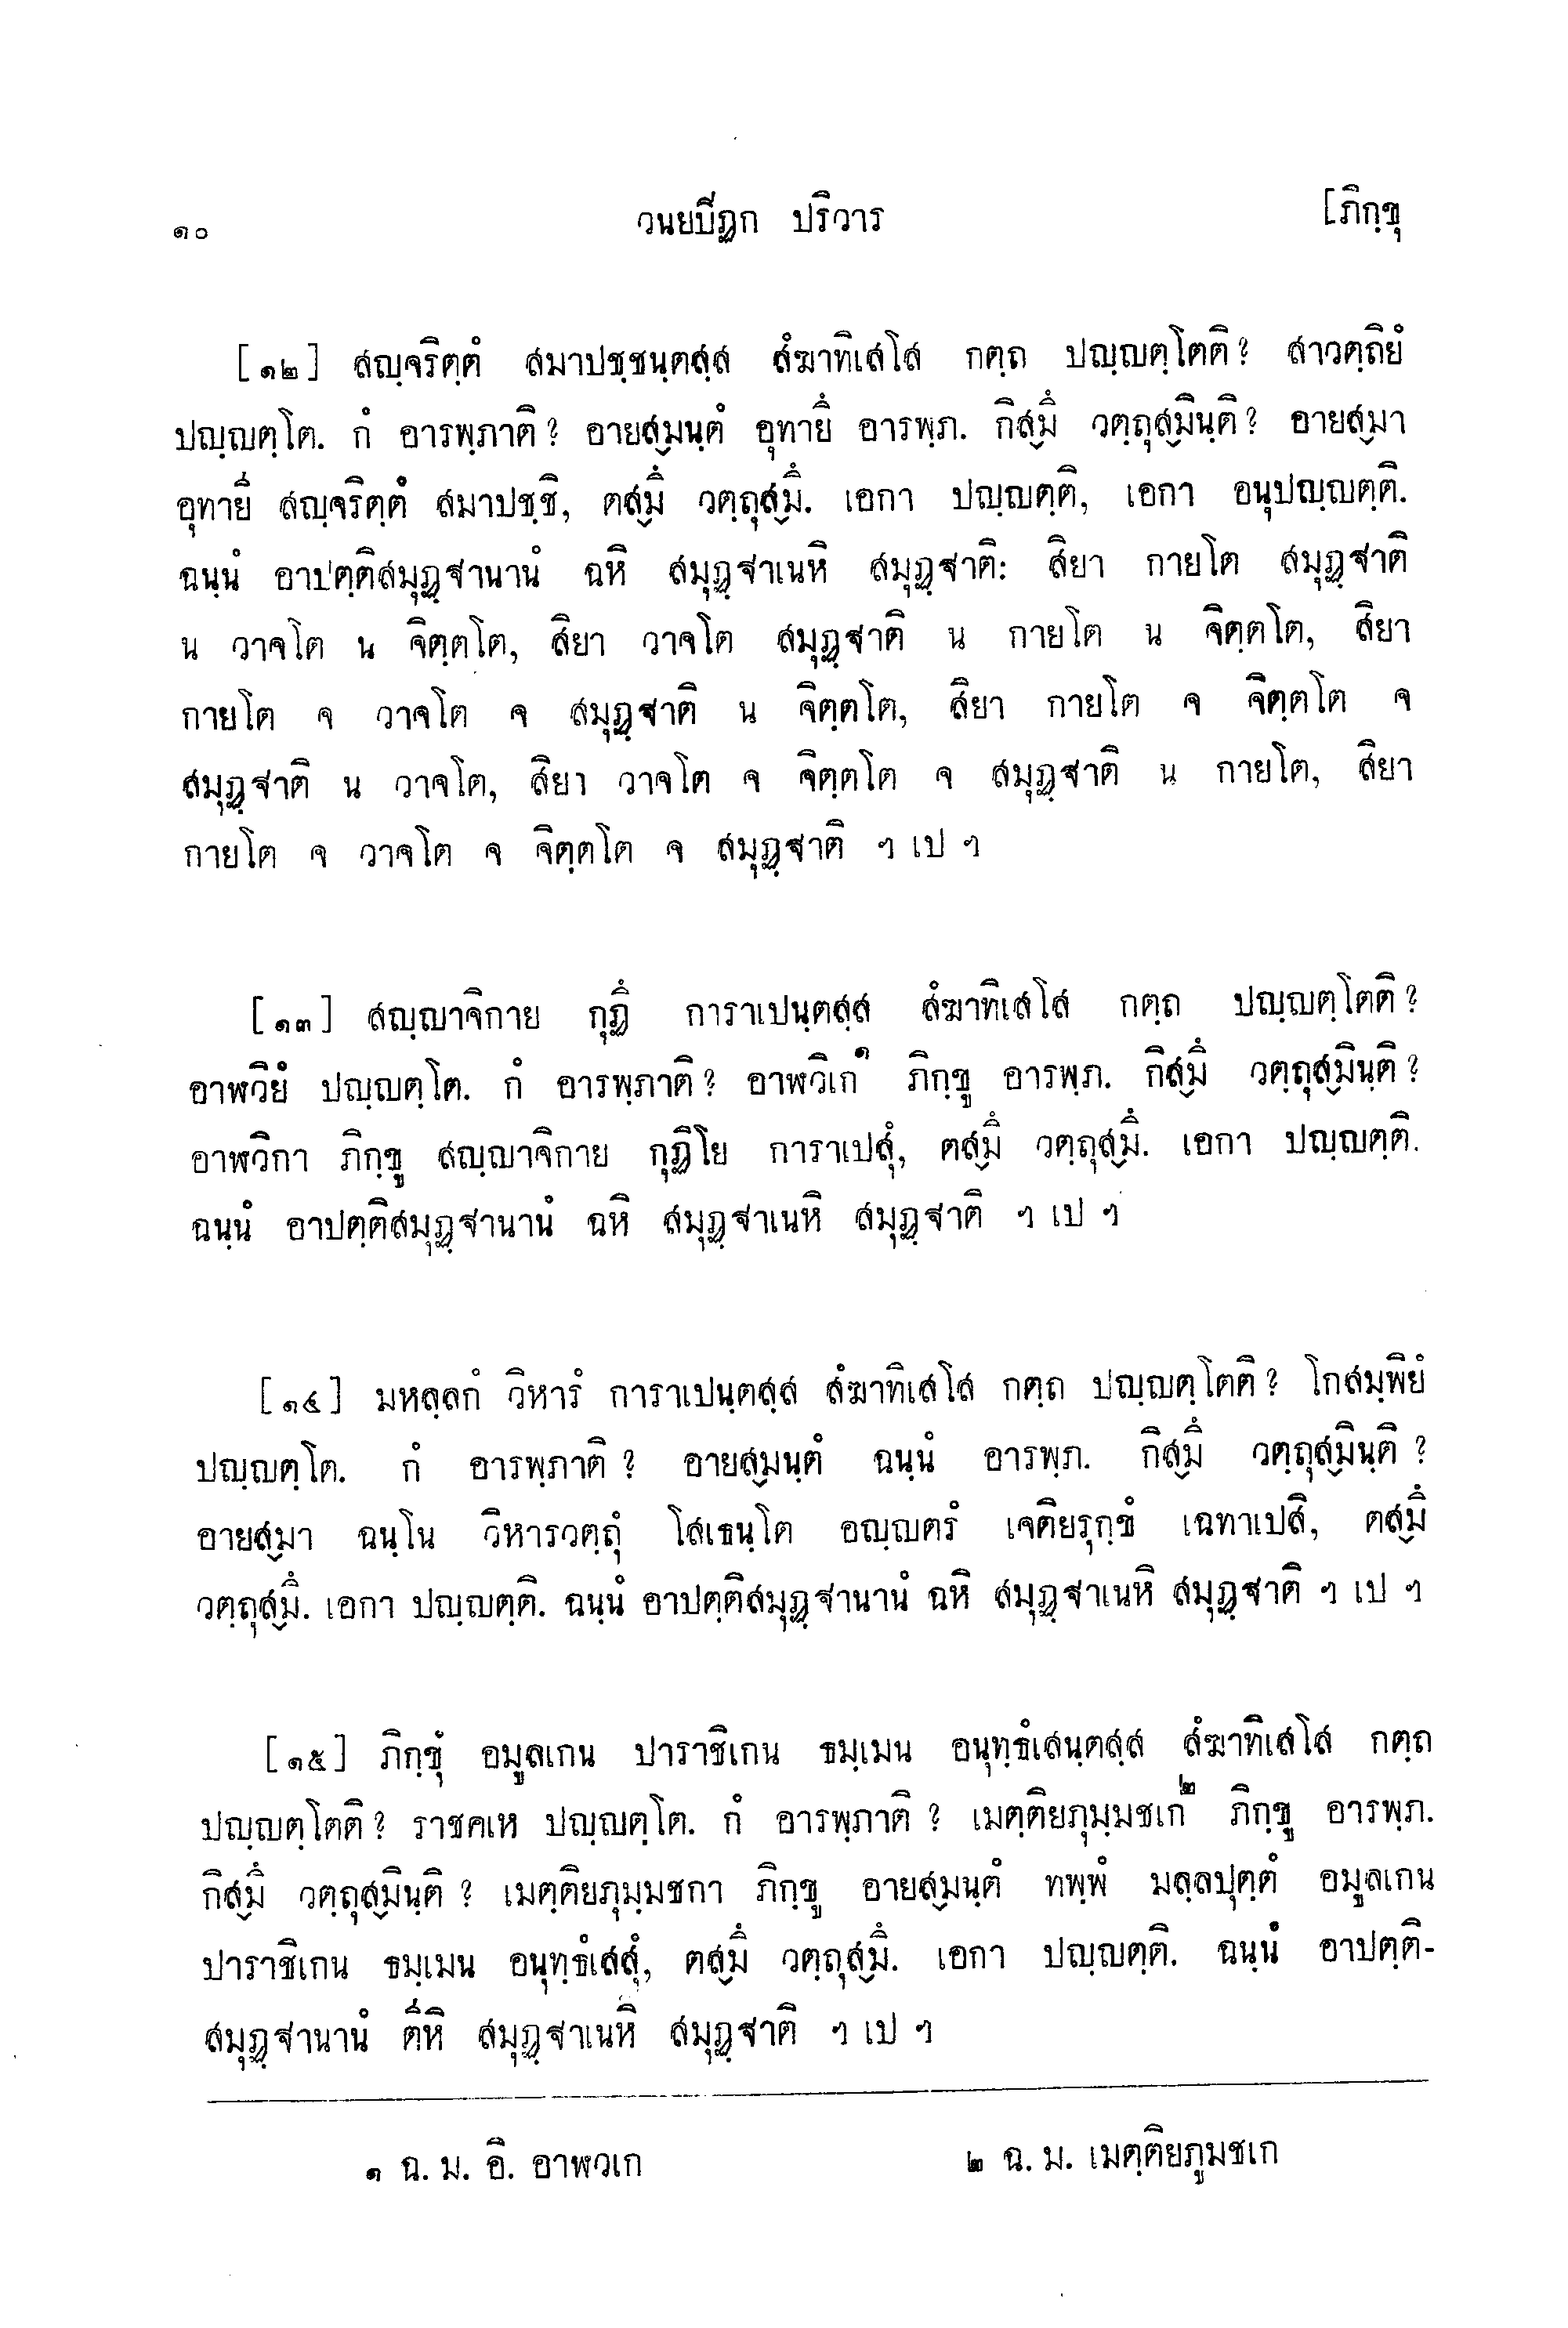 ๑๐ วนยบีฏก ปริวาร [ภิกฺขุ
[๑๒] สญฺจริตฺตํ สมาปชฺชนฺตสฺส สํฆาทิเสโส กตฺถ ปญฺญตฺโตติ? สาวตฺถิยํ
ปญฺญตฺโต. กํ อารพฺภาติ? อายสฺมนฺตํ อุทายึ อารพฺภ. กิสฺมึ วตฺถุสฺมินฺติ? อายสฺมา
อุทายี สญฺจริตฺตํ สมาปชฺชิ, ตสฺมึ วตฺถุสฺมึ. เอกา ปญฺญตฺติ, เอกา อนุปญฺญตฺติ.
ฉนฺนํ อาปตฺติสมุฏฺฐานานํ ฉหิ สมุฏฺฐาเนหิ สมุฏฺฐาติ: สิยา กายโต สมุฏฺฐาติ
น วาจโต น จิตฺตโต, สิยา วาจโต สมุฏฺฐาติ น กายโต น จิตฺตโต, สิยา
กายโต จ วาจโต จ สมุฏฺฐาติ น จิตฺตโต, สิยา กายโต จ จิตฺตโต จ
สมุฏฺฐาติ น วาจโต, สิยา วาจโต จ จิตฺตโต จ สมุฏฺฐาติ น กายโต, สิยา
กายโต จ วาจโต จ จิตฺตโต จ สมุฏฺฐาติ ฯ เป ฯ
[๑๓] สญฺญาจิกาย กุฏึ การาเปนฺตสฺส สํฆาทิเสโส กตฺถ ปญฺญตฺโตติ?
อาฬวิยํ ปญฺญตฺโต. กํ อารพฺภาติ? อาฬวิเก๑ ภิกฺขู อารพฺภ. กิสฺมึ วตฺถุสฺมินฺติ?
อาฬวิกา ภิกฺขู สญฺญาจิกาย กุฏิโย การาเปสุํ, ตสฺมึ วตฺถุสฺมึ. เอกา ปญฺญตฺติ.
ฉนฺนํ อาปตฺติสมุฏฺฐานานํ ฉหิ สมุฏฺฐาเนหิ สมุฏฺฐาติ ฯ เป ฯ
[๑๔] มหลฺลกํ วิหารํ การาเปนฺตสฺส สํฆาทิเสโส กตฺถ ปญฺญตฺโตติ? โกสมฺพิยํ
ปญฺญตฺโต. กํ อารพฺภาติ? อายสฺมนฺตํ ฉนฺนํ อารพฺภ. กิสฺมึ วตฺถุสฺมินฺติ?
อายสฺมา ฉนฺโน วิหารวตฺถุํ โสเธนฺโต อญฺญตรํ เจติยรุกฺขํ เฉทาเปสิ, ตสฺมึ
วตฺถุสฺมึ. เอกา ปญฺญตฺติ. ฉนฺนํ อาปตฺติสมุฏฺฐานานํ ฉหิ สมุฏฺฐาเนหิ สมุฏฺฐาติ ฯ เป ฯ
[๑๕] ภิกฺขุํ อมูลเกน ปาราชิเกน ธมฺเมน อนุทฺธํเสนฺตสฺส สํฆาทิเสโส กตฺถ
ปญฺญตฺโตติ? ราชคเห ปญฺญตฺโต. กํ อารพฺภาติ? เมตฺติยภุมฺมชเก๒ ภิกฺขู อารพฺภ.
กิสฺมึ วตฺถุสฺมินฺติ? เมตฺติยภุมฺมชกา ภิกฺขู อายสฺมนฺตํ ทพฺพํ มลฺลปุตฺตํ อมูลเกน
ปาราชิเกน ธมฺเมน อนุทฺธํเสสุํ, ตสฺมึ วตฺถุสฺมึ. เอกา ปญฺญตฺติ. ฉนฺนํ อาปตฺติ-
สมุฏฺฐานานํ ตีหิ สมุฏฺฐาเนหิ สมุฏฺฐาติ ฯ เป ฯ
๑ ฉ. ม. อิ. อาฬวเก ๒ ฉ. ม. เมตฺติยภูมชเก